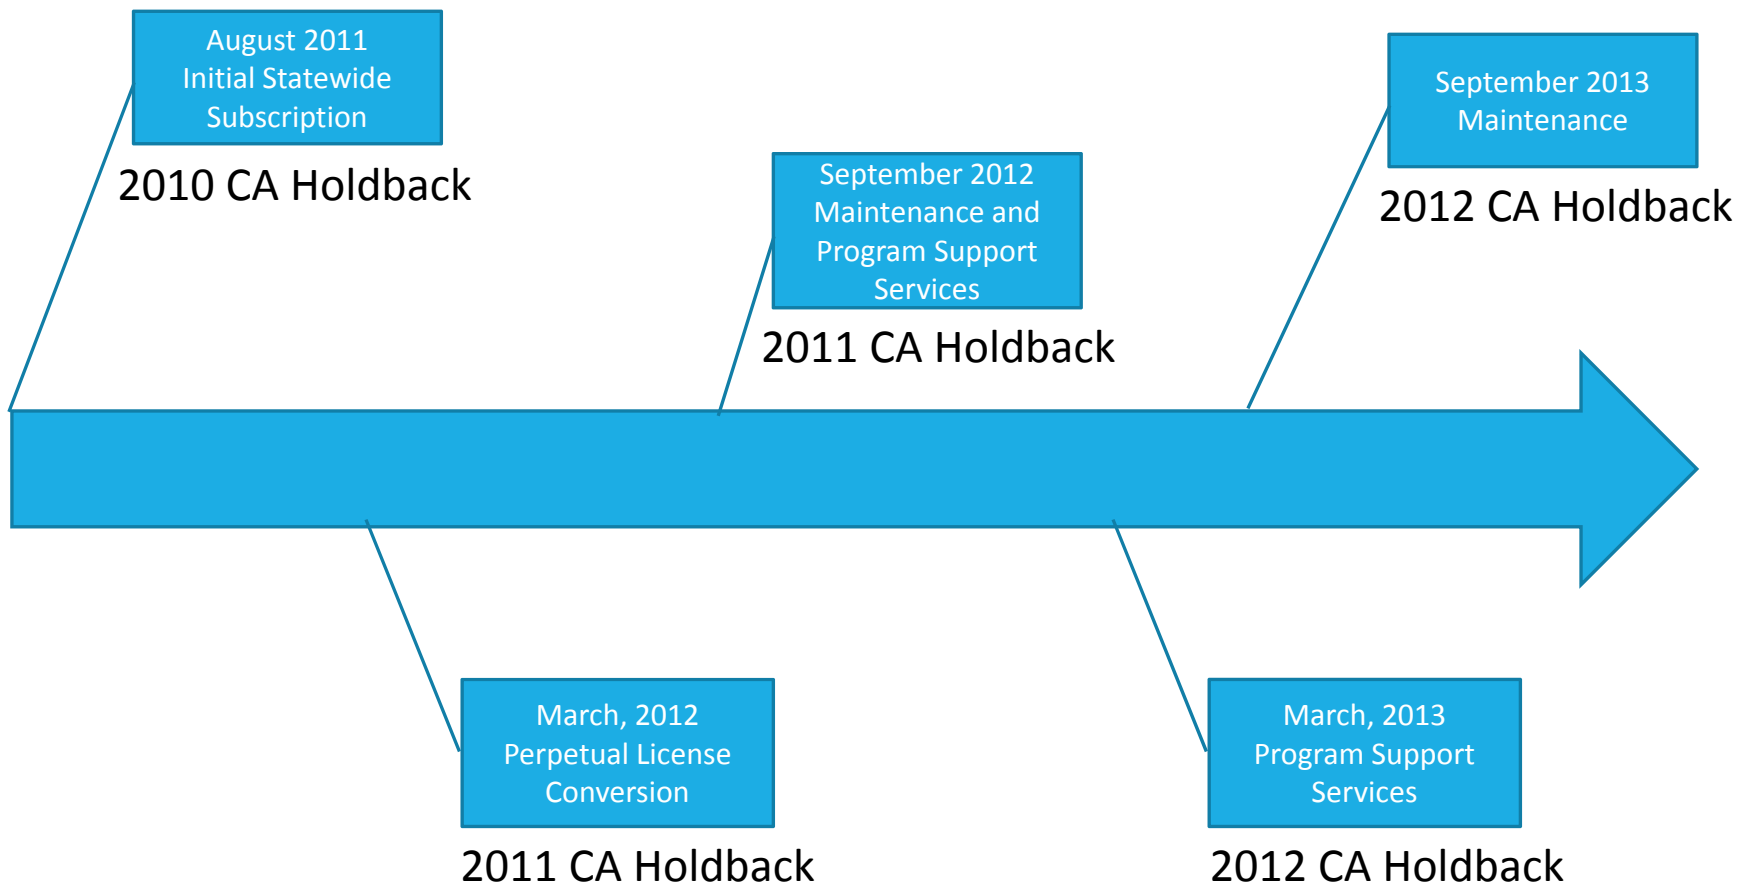 August 2011
Initial Statewide
Subscription
2010 CA Holdback
September 2012
Maintenance and
Program Support
Services
2011 CA Holdback
September 2013
Maintenance
2012 CA Holdback
March, 2012
Perpetual License
Conversion
2011 CA Holdback
March, 2013
Program Support
Services
2012 CA Holdback